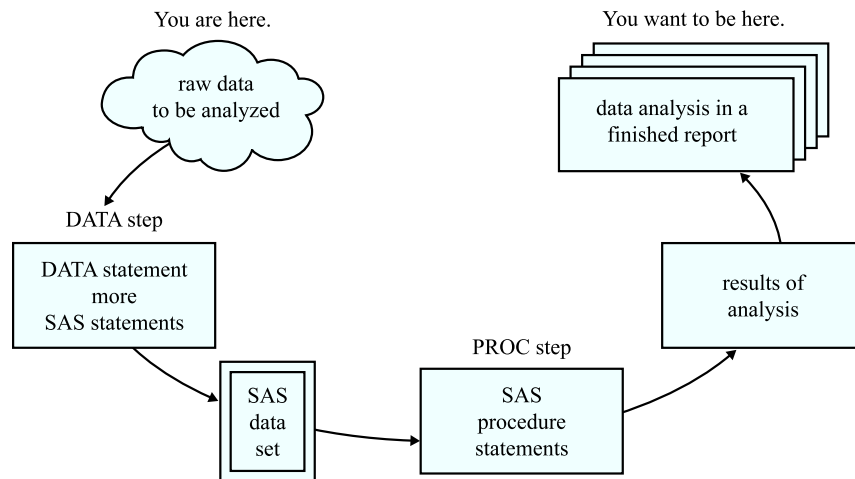 You are here.
raw data
to be analyzed
DATA step
DATA statement
more
SAS statements
SAS
data
set
PROC step
SAS
procedure
statements
results of
analysis
You want to be here.
data analysis in a
finished report